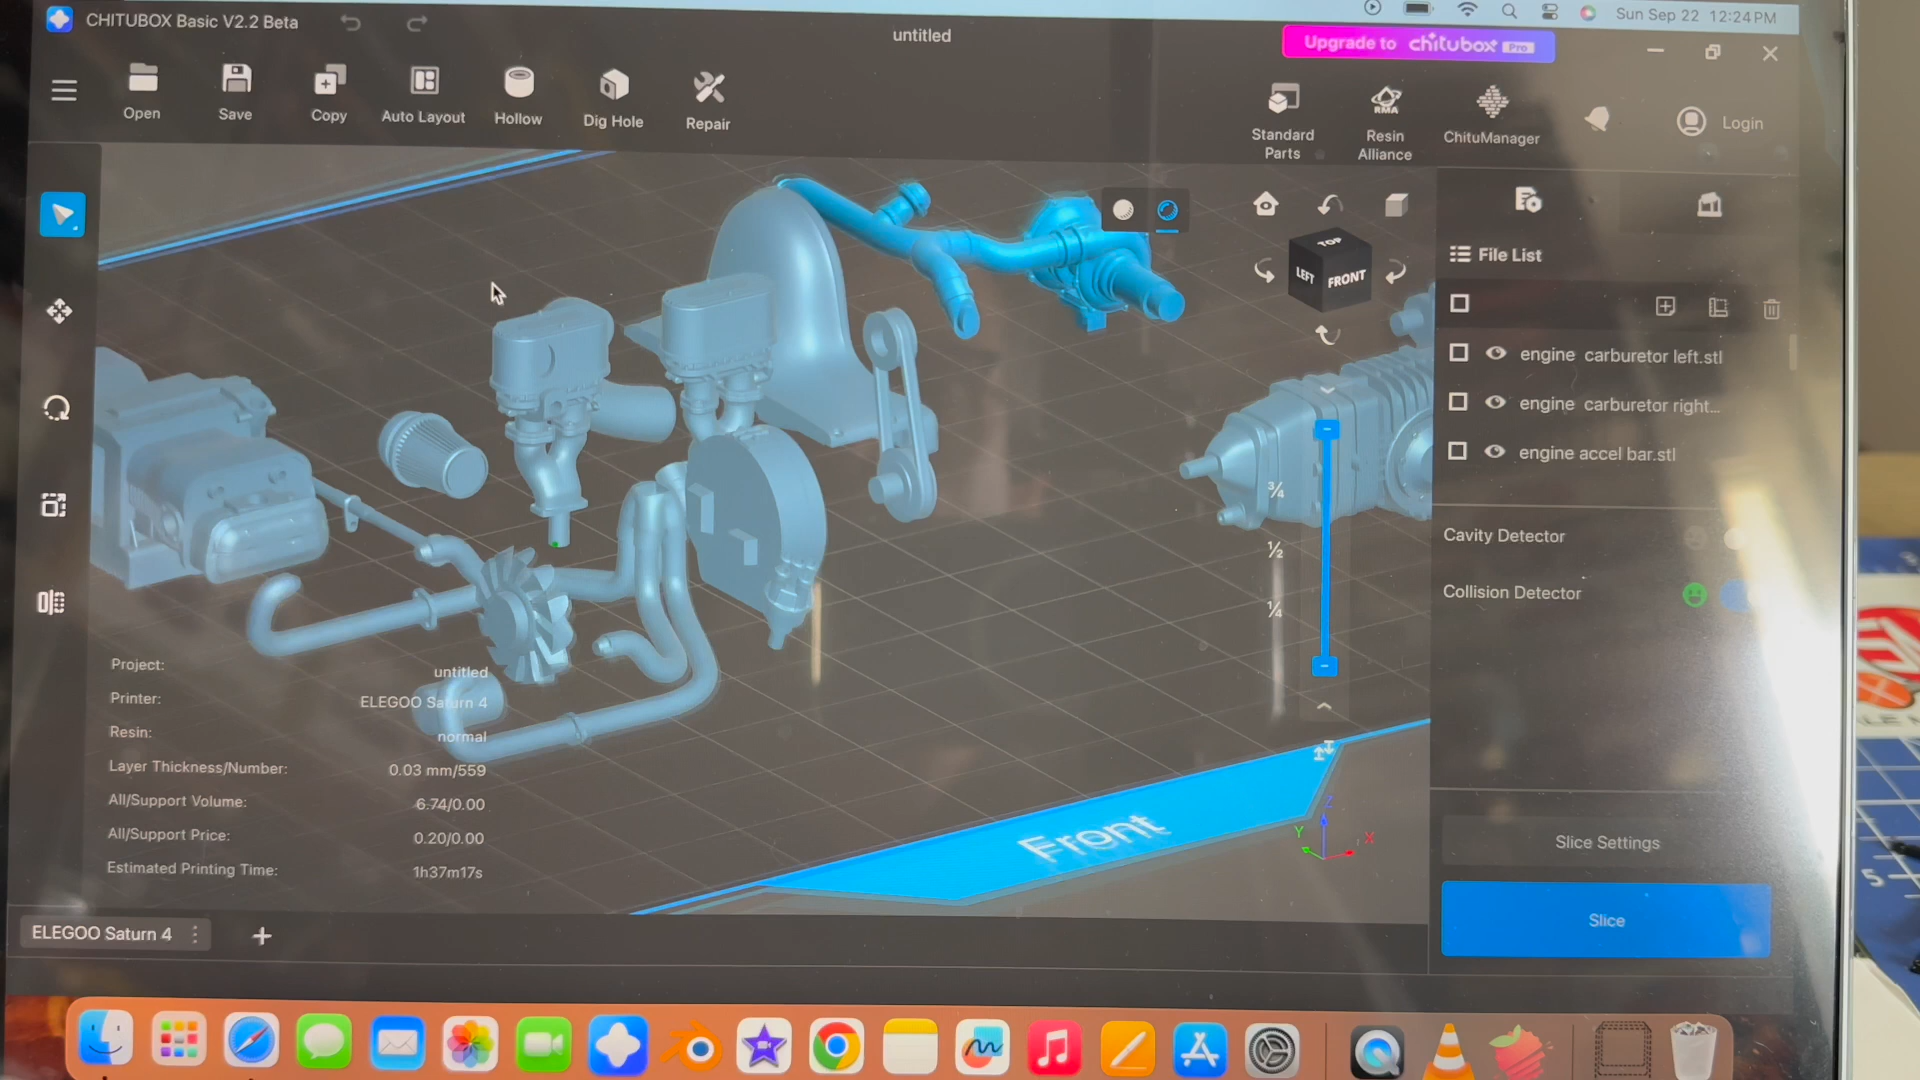 CHITUBOX Basic V2.2 Beta
untitled
Sun Sep 22 12:24 PM
Upgrade to chitubox Pro
Open
Save
Copy
Auto Layout
Hollow
Dig Hole
Repair
Standard Parts
RMA
Resin Alliance
ChituManager
Login
TOP
LEFT
FRONT
File List
engine carburetor left.stl
engine carburetor right...
engine accel bar.stl
3/4
1/2
1/4
Cavity Detector
Collision Detector
Project: untitled
Printer: ELEGOO Saturn 4
Resin: normal
Layer Thickness/Number: 0.03 mm/559
All/Support Volume: 6.74/0.00
All/Support Price: 0.20/0.00
Estimated Printing Time: 1h37m17s
Front
Z
Y
X
Slice Settings
Slice
ELEGOO Saturn 4
5